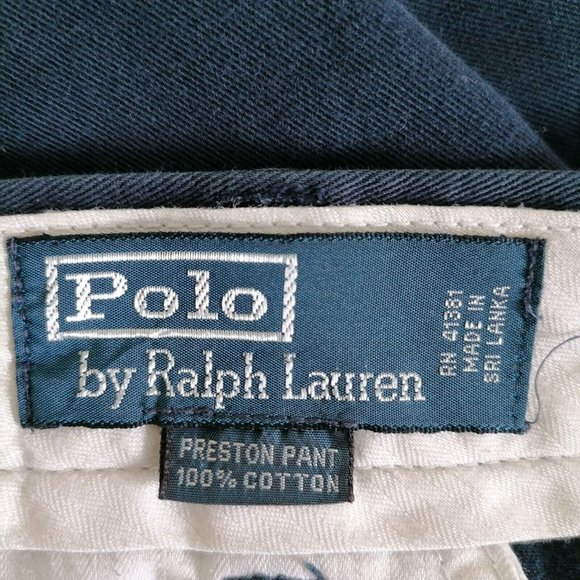 Polo
by Ralph Lauren
RN 41381
MADE IN
SRI LANKA
PRESTON PANT
100% COTTON